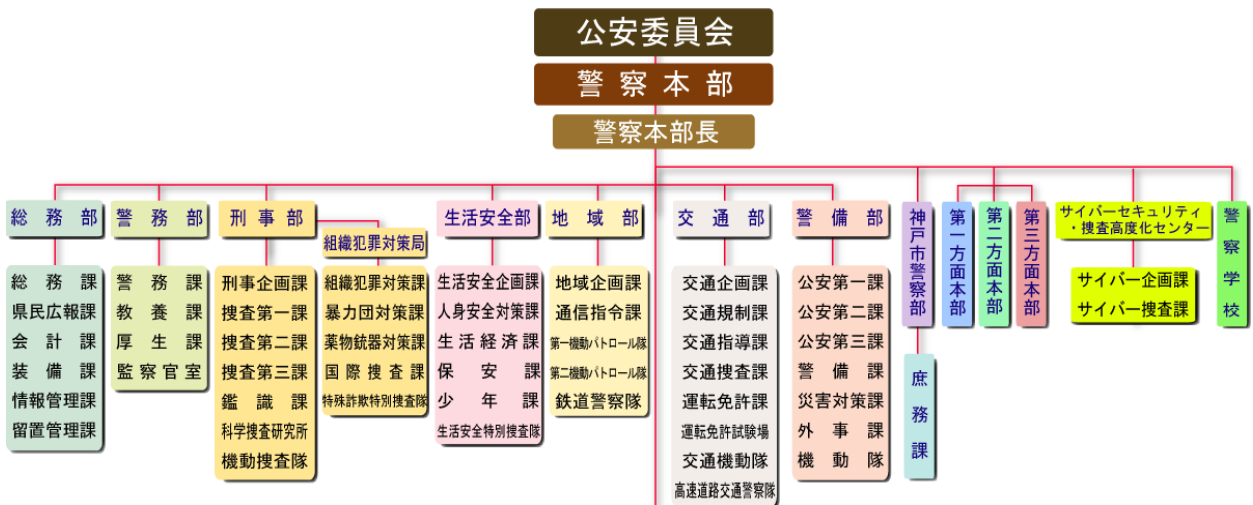 公安委員会
警察本部
警察本部長
総務部
総務課
県民広報課
会計課
装備課
情報管理課
留置管理課
警務部
警務課
教養課
厚生課
監察官室
刑事部
刑事企画課
捜査第一課
捜査第二課
捜査第三課
鑑識課
科学捜査研究所
機動捜査隊
組織犯罪対策局
組織犯罪対策課
暴力団対策課
薬物銃器対策課
国際捜査課
特殊詐欺特別捜査隊
生活安全部
生活安全企画課
人身安全対策課
生活経済課
保安課
少年課
生活安全特別捜査隊
地域部
地域企画課
通信指令課
第一機動パトロール隊
第二機動パトロール隊
鉄道警察隊
交通部
交通企画課
交通規制課
交通指導課
交通捜査課
運転免許課
運転免許試験場
交通機動隊
高速道路交通警察隊
警備部
公安第一課
公安第二課
公安第三課
警備課
災害対策課
外事課
機動隊
神戸市警察部
庶務課
第一方面本部
第二方面本部
第三方面本部
サイバーセキュリティ
・捜査高度化センター
サイバー企画課
サイバー捜査課
警察学校